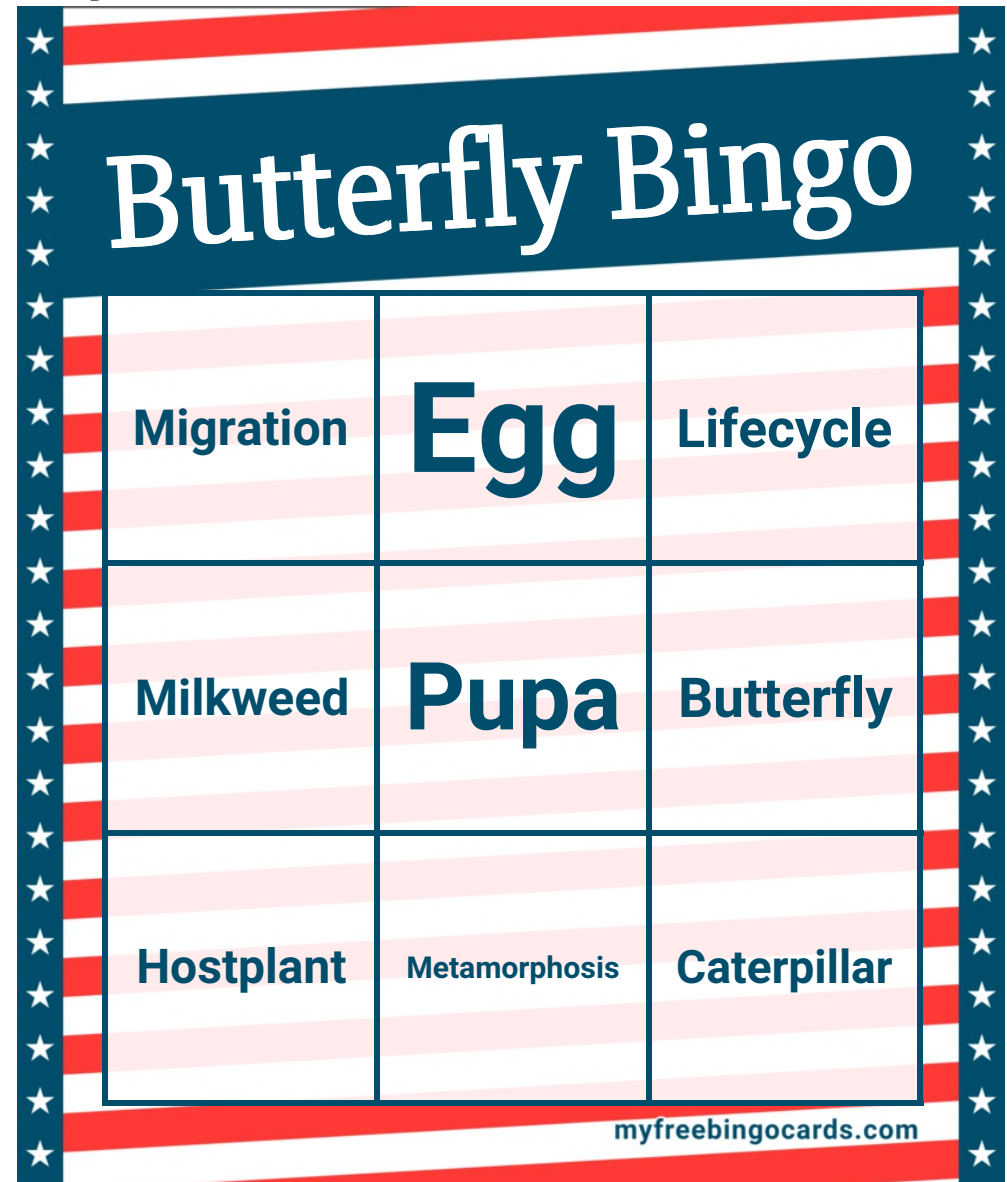 Butterfly Bingo
Migration Egg Lifecycle
Milkweed Pupa Butterfly
Hostplant Metamorphosis Caterpillar
myfreebingocards.com